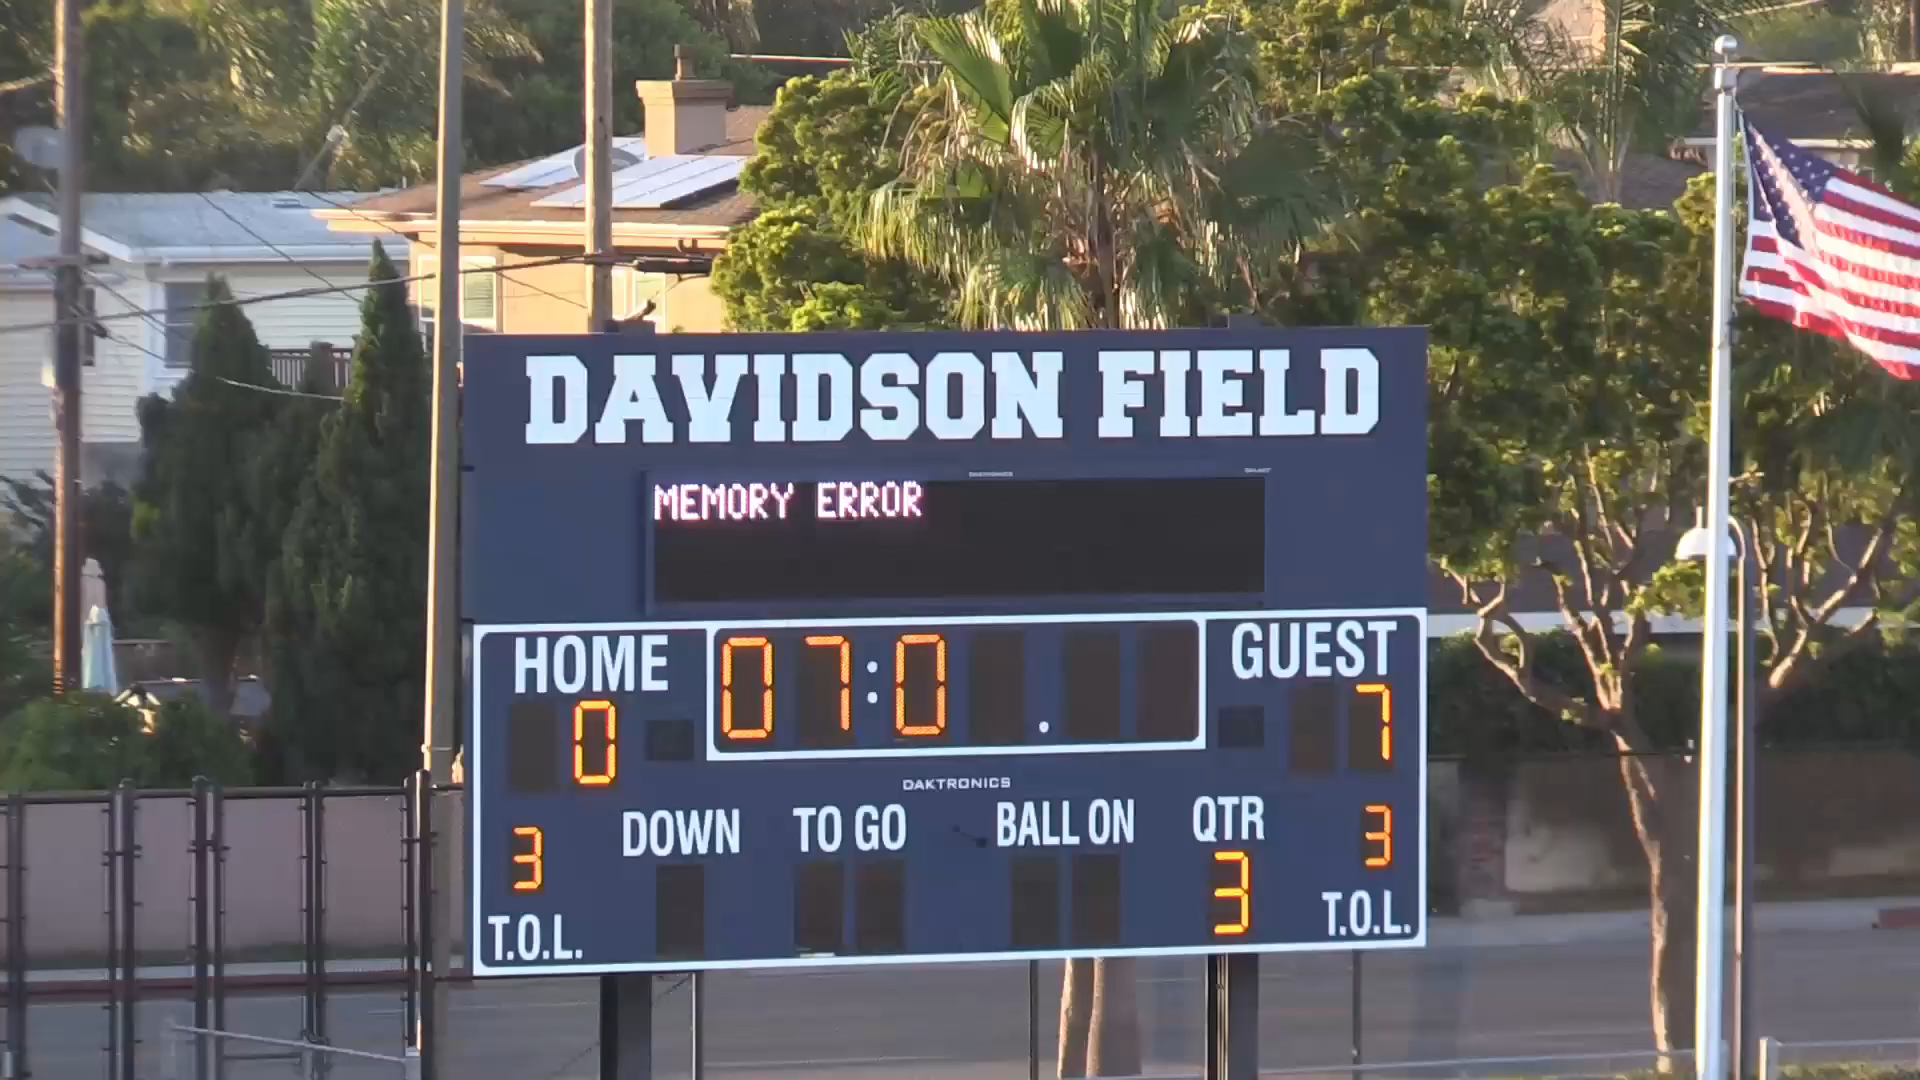 DAVIDSON FIELD
DAKTRONICS
MEMORY ERROR
HOME 07:0 . GUEST
0 7
DAKTRONICS
DOWN TO GO BALL ON QTR
3 3 3
T.O.L. T.O.L.